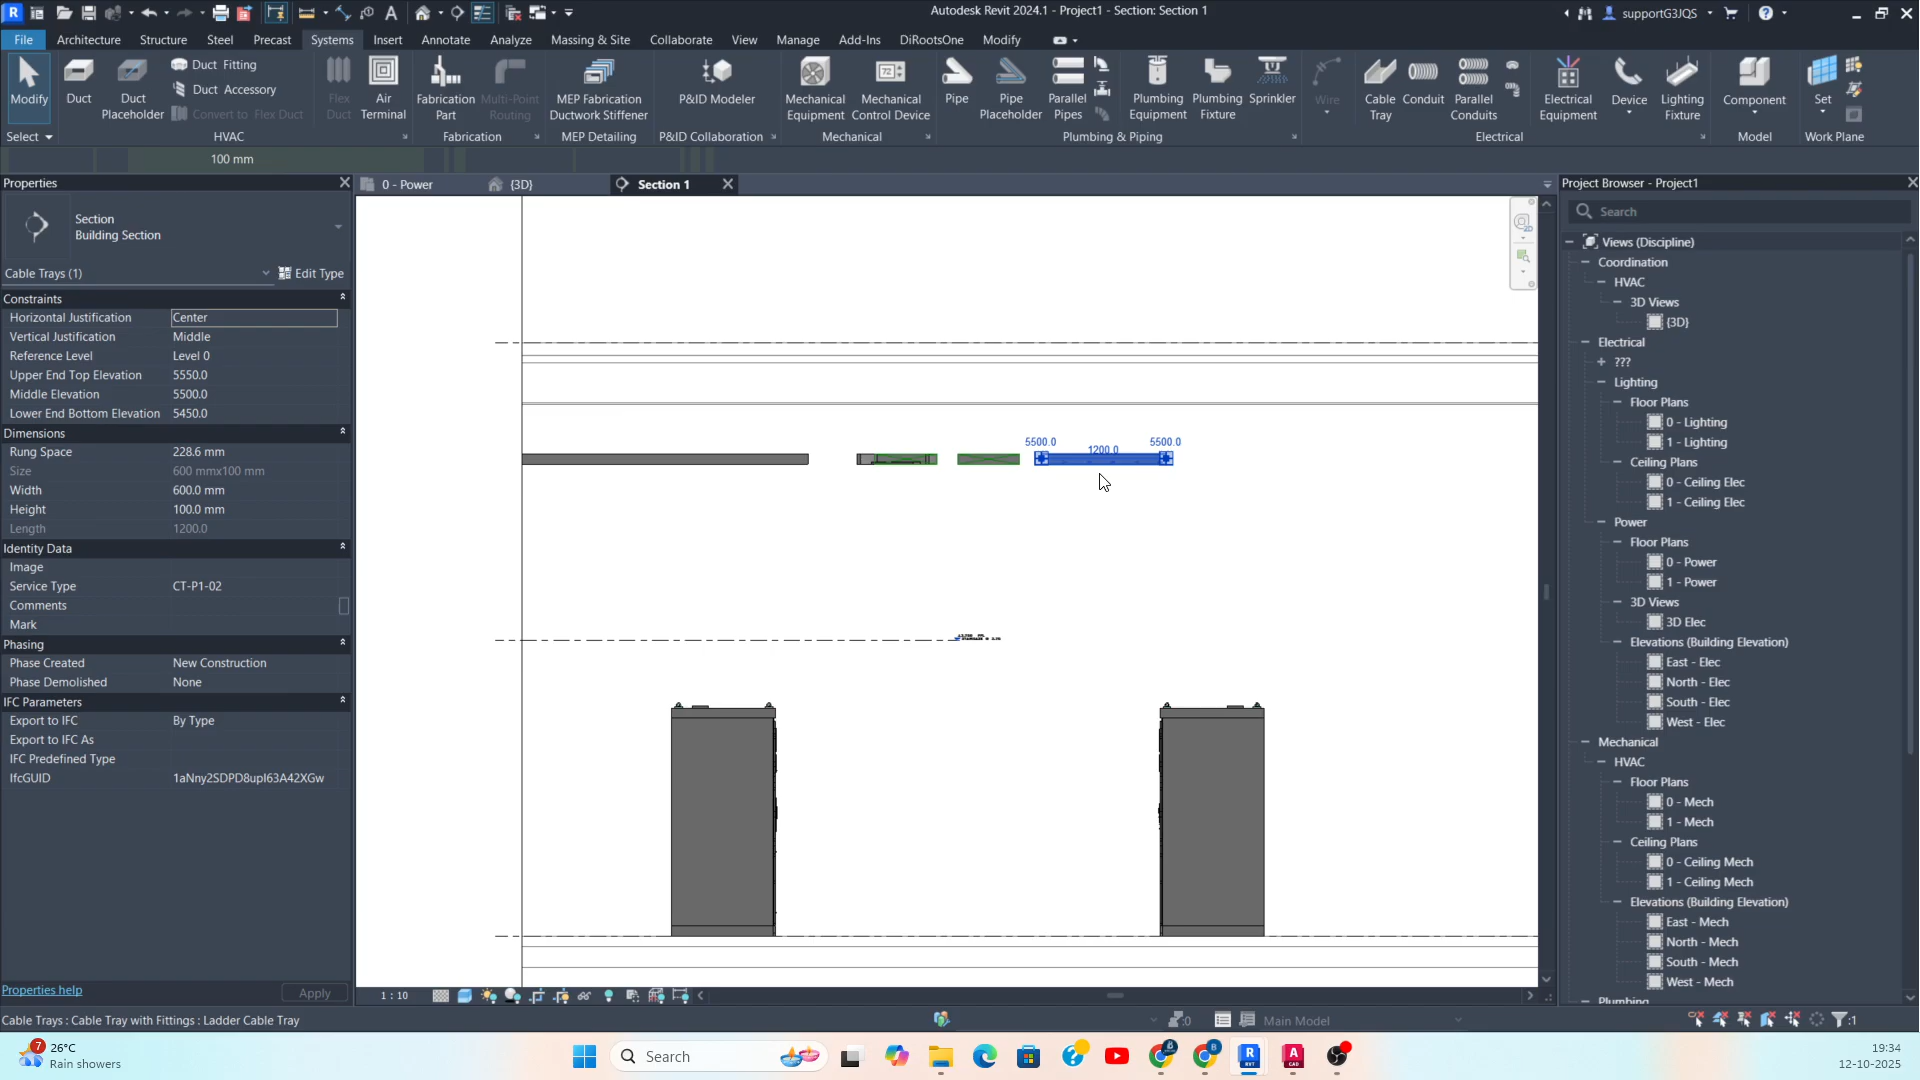 Autodesk Revit 2024.1 - Project1 - Section: Section 1
supportG3JQS
File Architecture Structure Steel Precast Systems Insert Annotate Analyze Massing & Site Collaborate View Manage Add-Ins DiRootsOne Modify
Modify
Select
Duct
Duct Placeholder
Duct Fitting
Duct Accessory
Convert to Flex Duct
Flex Duct
Air Terminal
HVAC
Fabrication Part
Multi-Point Routing
Fabrication
MEP Fabrication Ductwork Stiffener
MEP Detailing
P&ID Modeler
P&ID Collaboration
Mechanical Equipment
Mechanical Control Device
Mechanical
Pipe
Pipe Placeholder
Parallel Pipes
Plumbing Equipment
Plumbing Fixture
Sprinkler
Plumbing & Piping
Wire
Cable Tray
Conduit
Parallel Conduits
Electrical Equipment
Device
Lighting Fixture
Electrical
Component
Model
Set
Work Plane
100 mm
Properties
Section
Building Section
Cable Trays (1)
Edit Type
Constraints
Horizontal Justification Center
Vertical Justification Middle
Reference Level Level 0
Upper End Top Elevation 5550.0
Middle Elevation 5500.0
Lower End Bottom Elevation 5450.0
Dimensions
Rung Space 228.6 mm
Size 600 mmx100 mm
Width 600.0 mm
Height 100.0 mm
Length 1200.0
Identity Data
Image
Service Type CT-P1-02
Comments
Mark
Phasing
Phase Created New Construction
Phase Demolished None
IFC Parameters
Export to IFC By Type
Export to IFC As
IFC Predefined Type
IfcGUID 1aNny2SDPD8upI63A42XGw
Properties help
Apply
0 - Power
{3D}
Section 1
5500.0 1200.0 5500.0
1 : 10
Project Browser - Project1
Search
Views (Discipline)
Coordination
HVAC
3D Views
{3D}
Electrical
???
Lighting
Floor Plans
0 - Lighting
1 - Lighting
Ceiling Plans
0 - Ceiling Elec
1 - Ceiling Elec
Power
Floor Plans
0 - Power
1 - Power
3D Views
3D Elec
Elevations (Building Elevation)
East - Elec
North - Elec
South - Elec
West - Elec
Mechanical
HVAC
Floor Plans
0 - Mech
1 - Mech
Ceiling Plans
0 - Ceiling Mech
1 - Ceiling Mech
Elevations (Building Elevation)
East - Mech
North - Mech
South - Mech
West - Mech
Plumbing
Cable Trays : Cable Tray with Fittings : Ladder Cable Tray
:0
Main Model
:1
7
26°C
Rain showers
Search
19:34
12-10-2025